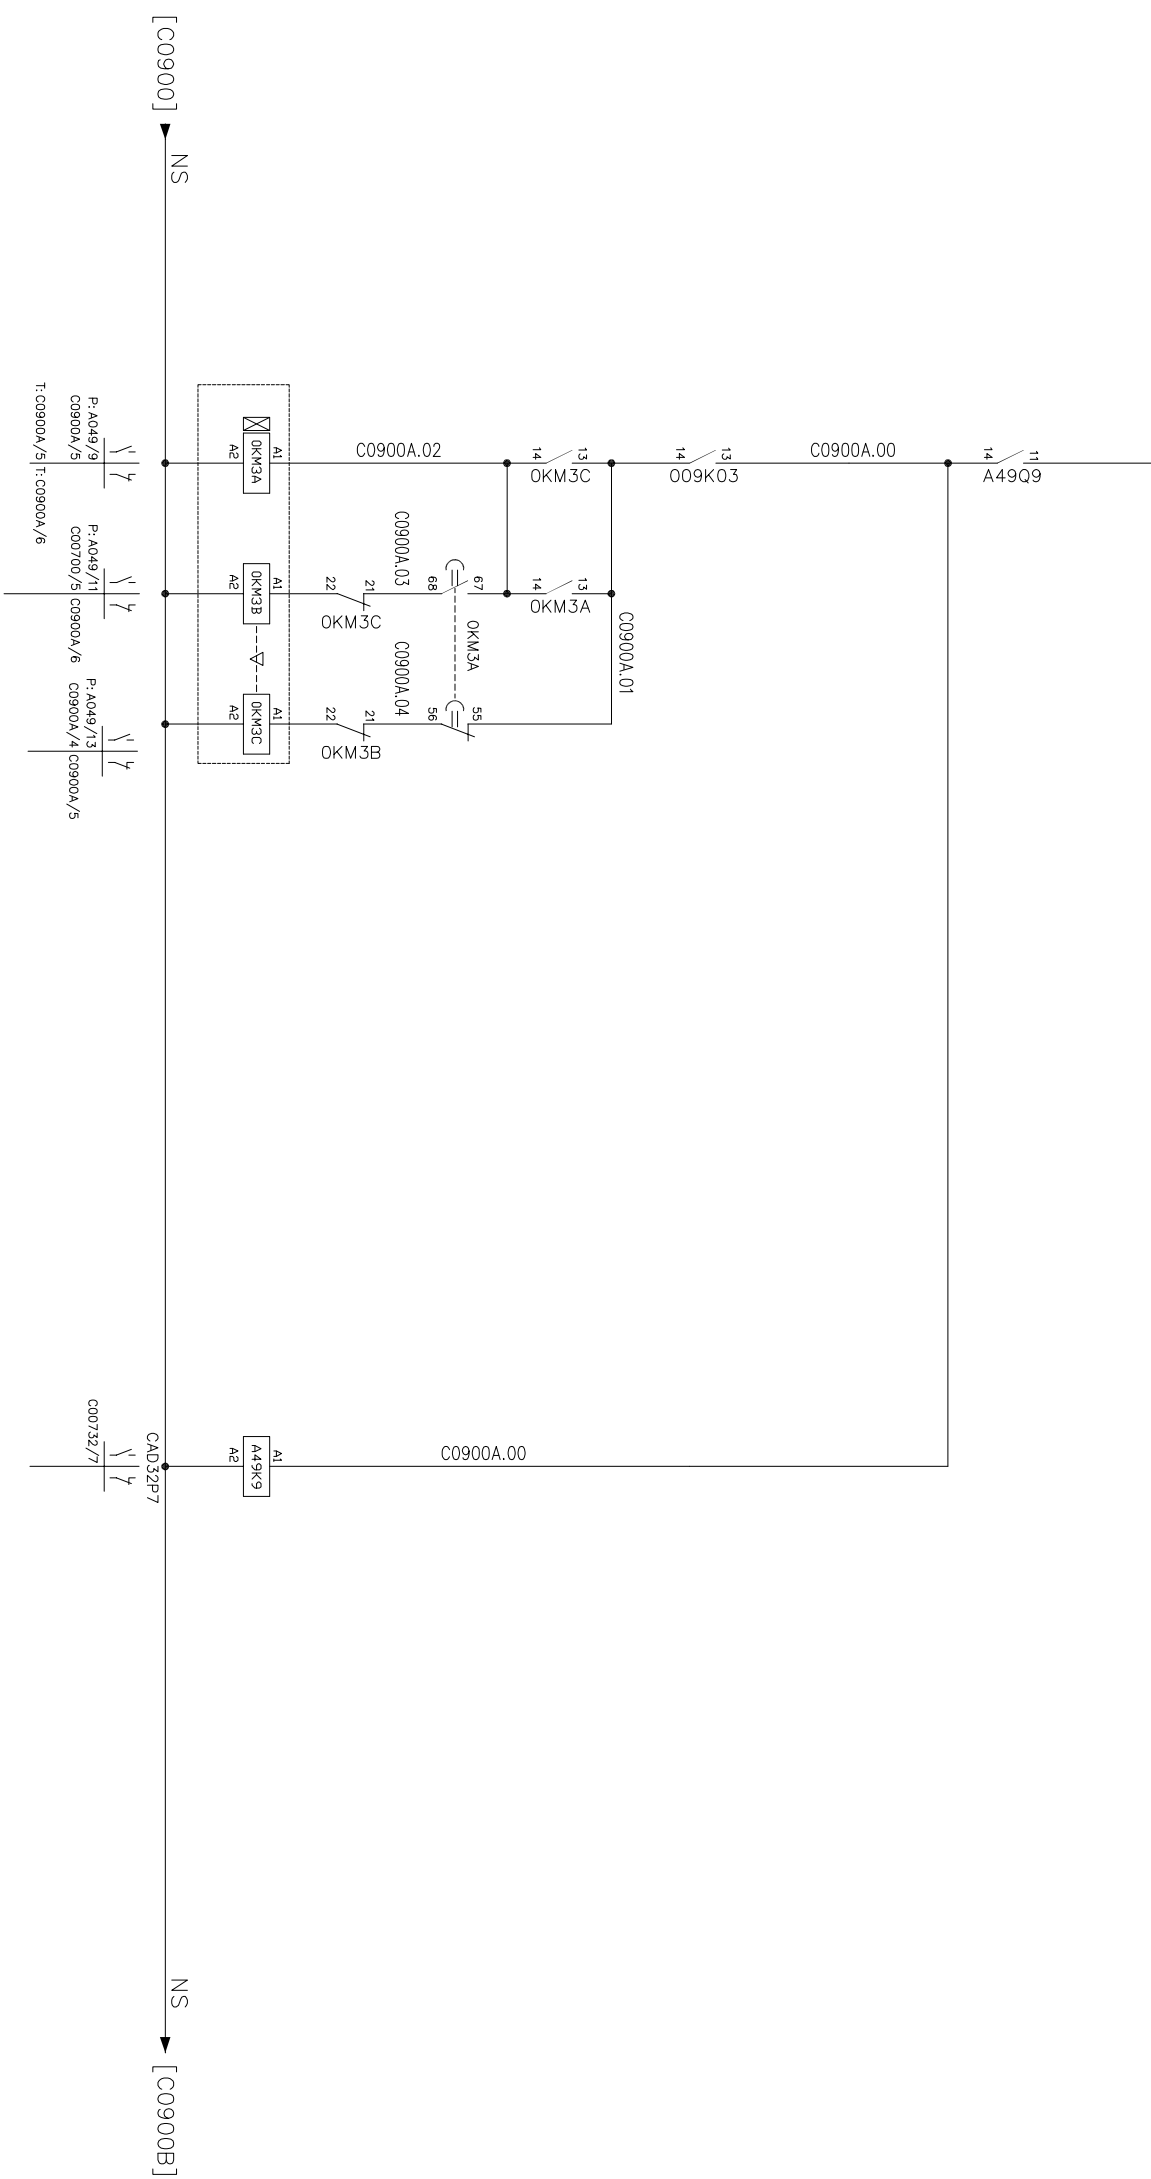 [C0900]
NS
11
14
A49Q9
C0900A.00
13
14
009K03
13
14
0KM3C
13
14
0KM3A
C0900A.01
C0900A.02
67
68
0KM3A
55
56
C0900A.03
C0900A.04
21
22
0KM3C
21
22
0KM3B
A1
0KM3A
A2
A1
0KM3B
A2
A1
0KM3C
A2
C0900A.00
A1
A49K9
A2
CAD32P7
P:A049/9
C0900A/5
T:C0900A/5
T:C0900A/6
P:A049/11
C00700/5
C0900A/6
P:A049/13
C0900A/4
C0900A/5
C00732/7
NS
[C0900B]